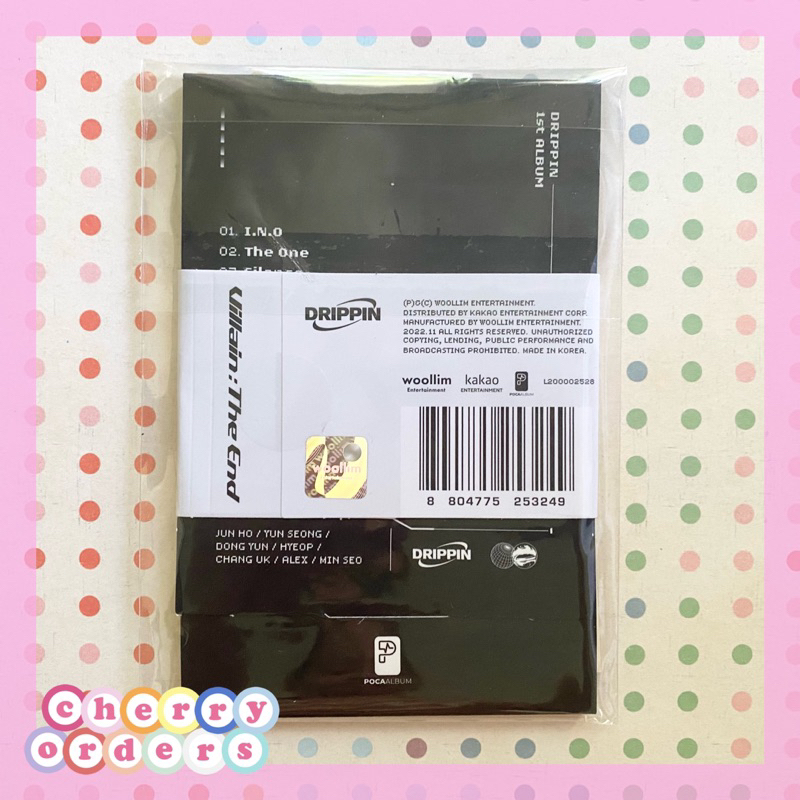 DRIPPIN
1st ALBUM
01. I.N.O
02. The One
Villain : The End
DRIPPIN
(P)&(C) WOOLLIM ENTERTAINMENT.
DISTRIBUTED BY KAKAO ENTERTAINMENT CORP.
MANUFACTURED BY WOOLLIM ENTERTAINMENT.
2022.11 ALL RIGHTS RESERVED. UNAUTHORIZED
COPYING, LENDING, PUBLIC PERFORMANCE AND
BROADCASTING PROHIBITED. MADE IN KOREA.
woollim
Entertainment
kakao
ENTERTAINMENT
POCAALBUM
L200002528
woollim
8 804775 253249
JUN HO / YUN SEONG /
DONG YUN / HYEOP /
CHANG UK / ALEX / MIN SEO
DRIPPIN
POCAALBUM
cherry
orders